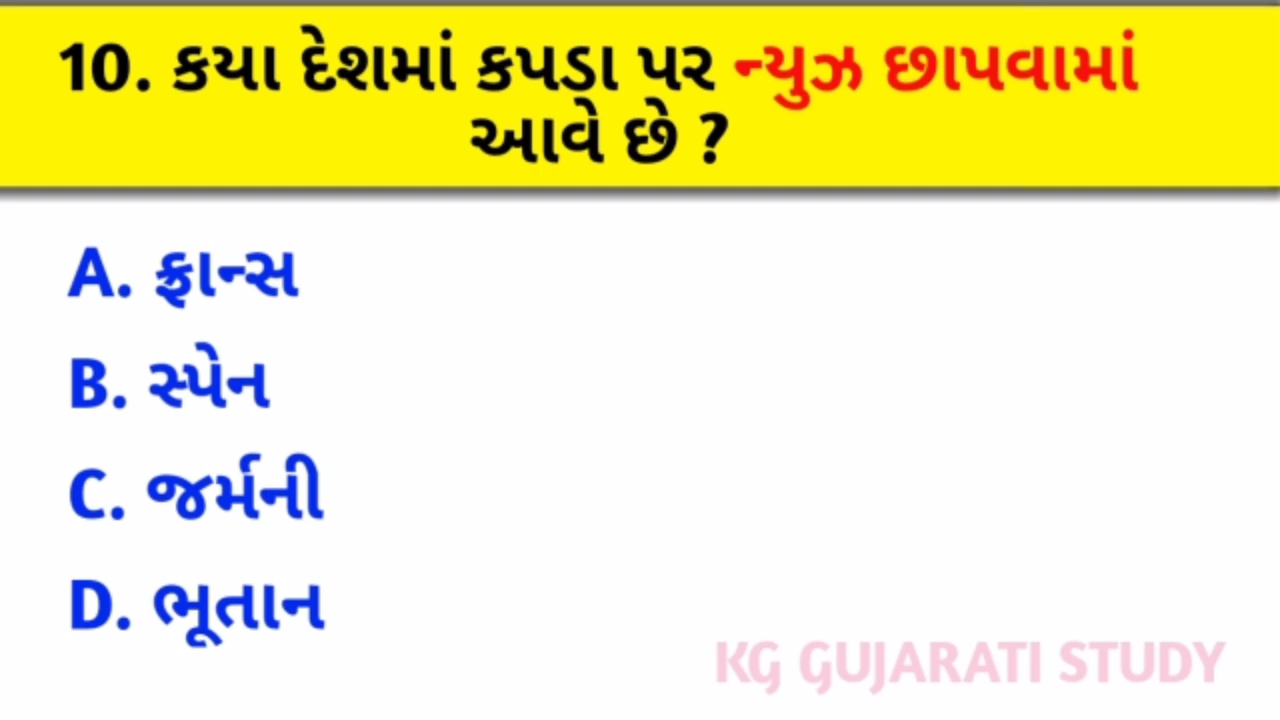 10. કયા દેશમાં કપડા પર ન્યુઝ છાપવામાં
આવે છે ?
A. ફ્રાન્સ
B. સ્પેન
C. જર્મની
D. ભૂતાન
KG GUJARATI STUDY